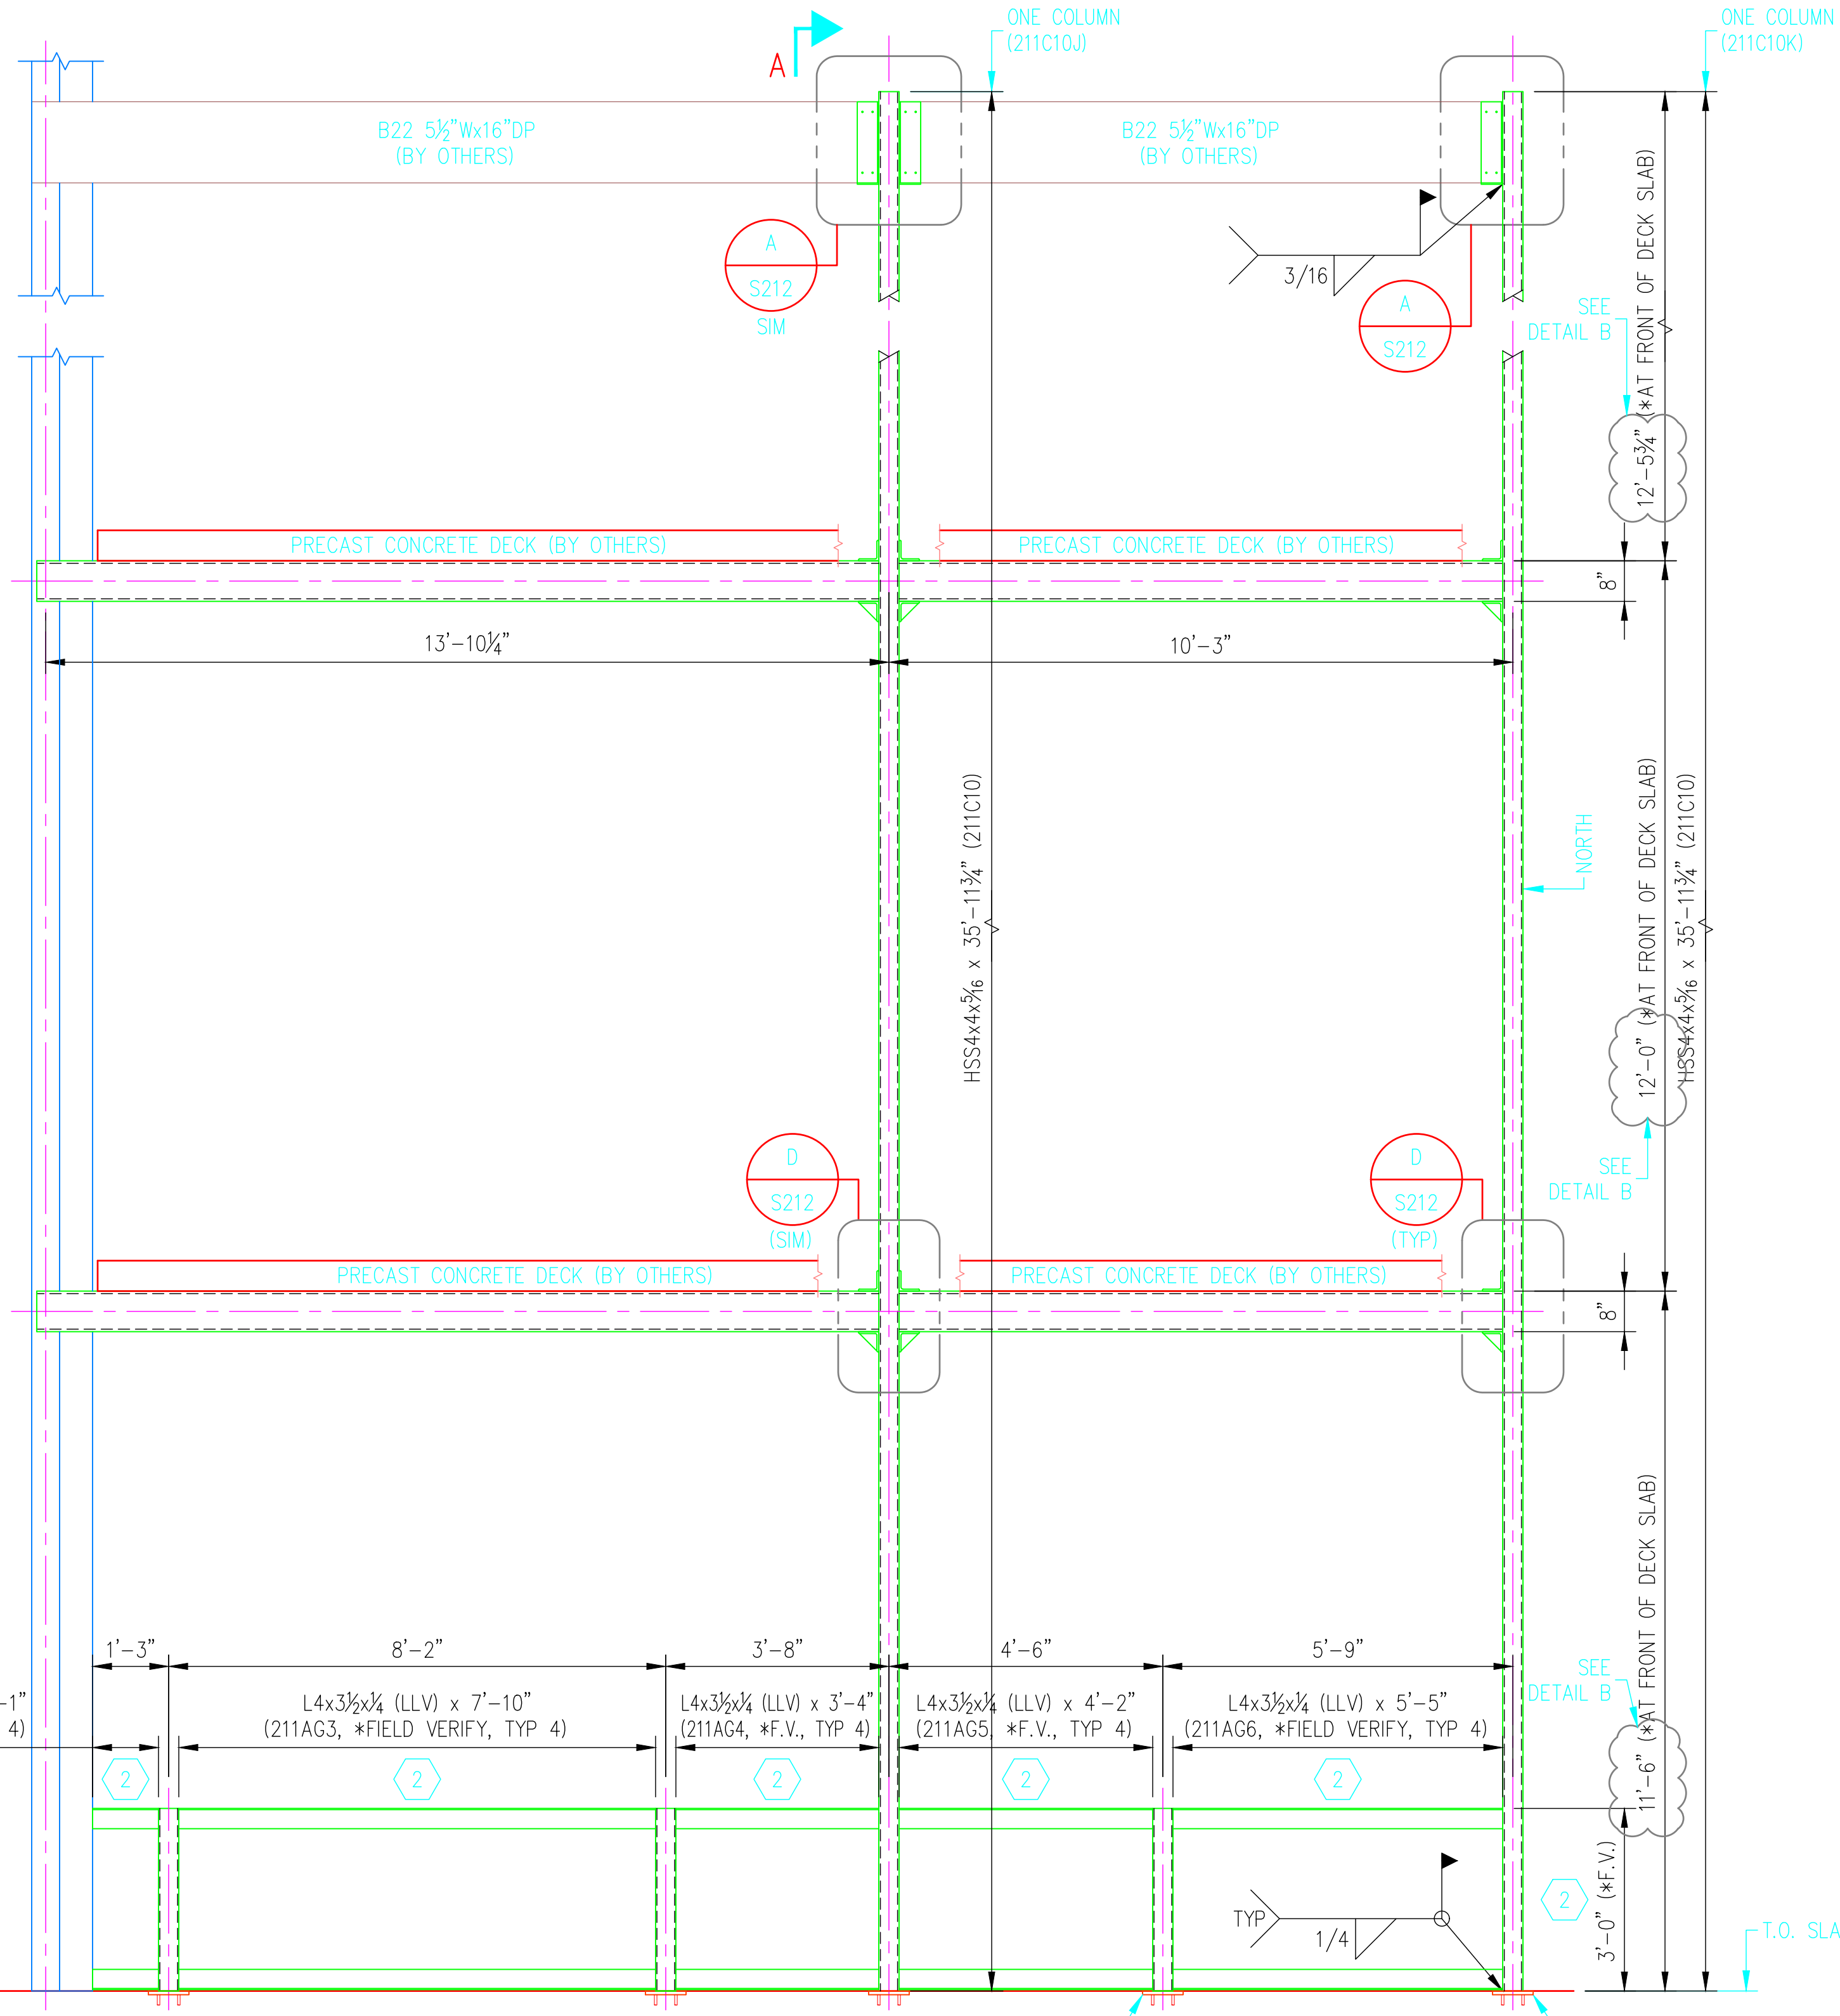 ONE COLUMN
(211C10J)
ONE COLUMN
(211C10K)
A
B22 5½”Wx16”DP
(BY OTHERS)
B22 5½”Wx16”DP
(BY OTHERS)
A
S212
SIM
3/16
A
S212
SEE
DETAIL B
12’-5¾” (*AT FRONT OF DECK SLAB)
PRECAST CONCRETE DECK (BY OTHERS)
PRECAST CONCRETE DECK (BY OTHERS)
8”
13’-10¼”
10’-3”
HSS4x4x5⁄16 x 35’-11¾” (211C10)
NORTH
12’-0” (*AT FRONT OF DECK SLAB)
HSS4x4x5⁄16 x 35’-11¾” (211C10)
D
S212
(SIM)
D
S212
(TYP)
SEE
DETAIL B
PRECAST CONCRETE DECK (BY OTHERS)
PRECAST CONCRETE DECK (BY OTHERS)
8”
11’-6” (*AT FRONT OF DECK SLAB)
1’-3”
8’-2”
3’-8”
4’-6”
5’-9”
SEE
DETAIL B
-1”
4)
L4x3½x¼ (LLV) x 7’-10”
(211AG3, *FIELD VERIFY, TYP 4)
L4x3½x¼ (LLV) x 3’-4”
(211AG4, *F.V., TYP 4)
L4x3½x¼ (LLV) x 4’-2”
(211AG5, *F.V., TYP 4)
L4x3½x¼ (LLV) x 5’-5”
(211AG6, *FIELD VERIFY, TYP 4)
2
2
2
2
2
TYP
1/4
3’-0” (*F.V.)
2
T.O. SLA